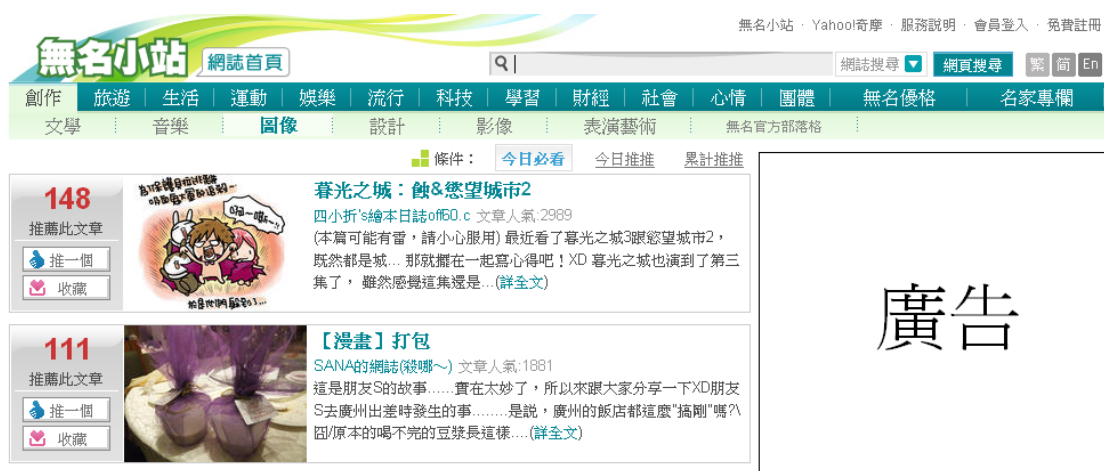 無名小站 · Yahoo!奇摩 · 服務說明 · 會員登入 · 免費註冊
無名小站 網誌首頁
網誌搜尋 網頁搜尋 繁 简 En
創作 旅遊 生活 運動 娛樂 流行 科技 學習 財經 社會 心情 團體 無名優格 名家專欄
文學 音樂 圖像 設計 影像 表演藝術 無名官方部落格
條件： 今日必看 今日推推 累計推推
148
推薦此文章
推一個
收藏
暮光之城：蝕&慾望城市2
四小折's繪本日誌off60.c 文章人氣:2989
(本篇可能有雷，請小心服用) 最近看了暮光之城3跟慾望城市2，
既然都是城... 那就擺在一起寫心得吧！XD 暮光之城也演到了第三
集了， 雖然感覺這集還是...(詳全文)
111
推薦此文章
推一個
收藏
【漫畫】打包
SANA的網誌(殺哪～) 文章人氣:1881
這是朋友S的故事......實在太妙了，所以來跟大家分享一下XD朋友
S去廣州出差時發生的事........是說，廣州的飯店都這麼"搞剛"嗎?\
囧/原本的喝不完的豆漿長這樣....(詳全文)
廣告